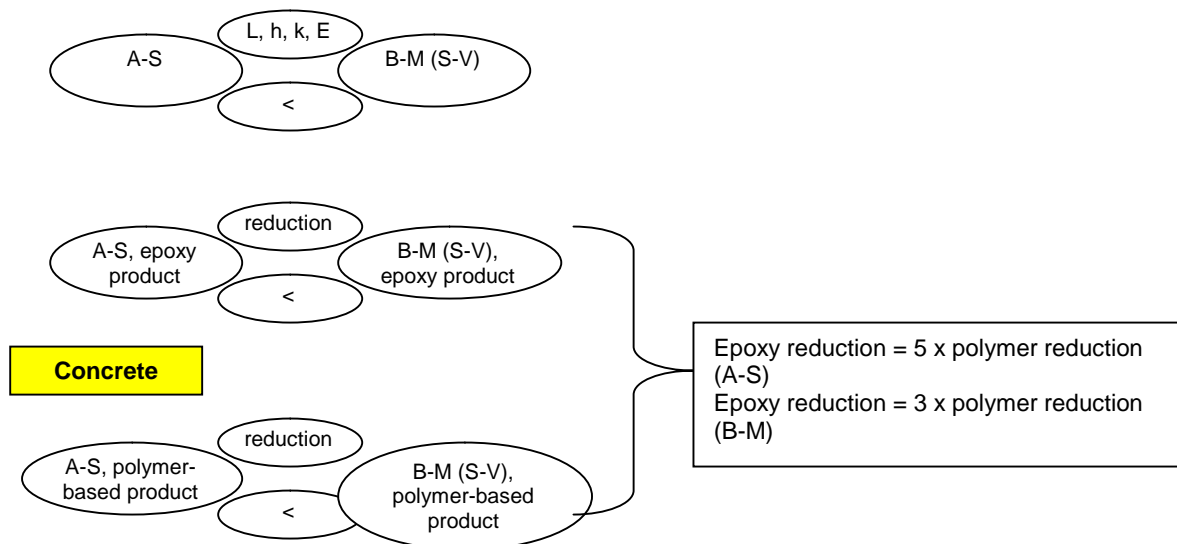 L, h, k, E
A-S
B-M (S-V)
<
reduction
A-S, epoxy
product
B-M (S-V),
epoxy product
<
Concrete
Epoxy reduction = 5 x polymer reduction
(A-S)
Epoxy reduction = 3 x polymer reduction
(B-M)
reduction
A-S, polymer-
based product
B-M (S-V),
polymer-based
product
<